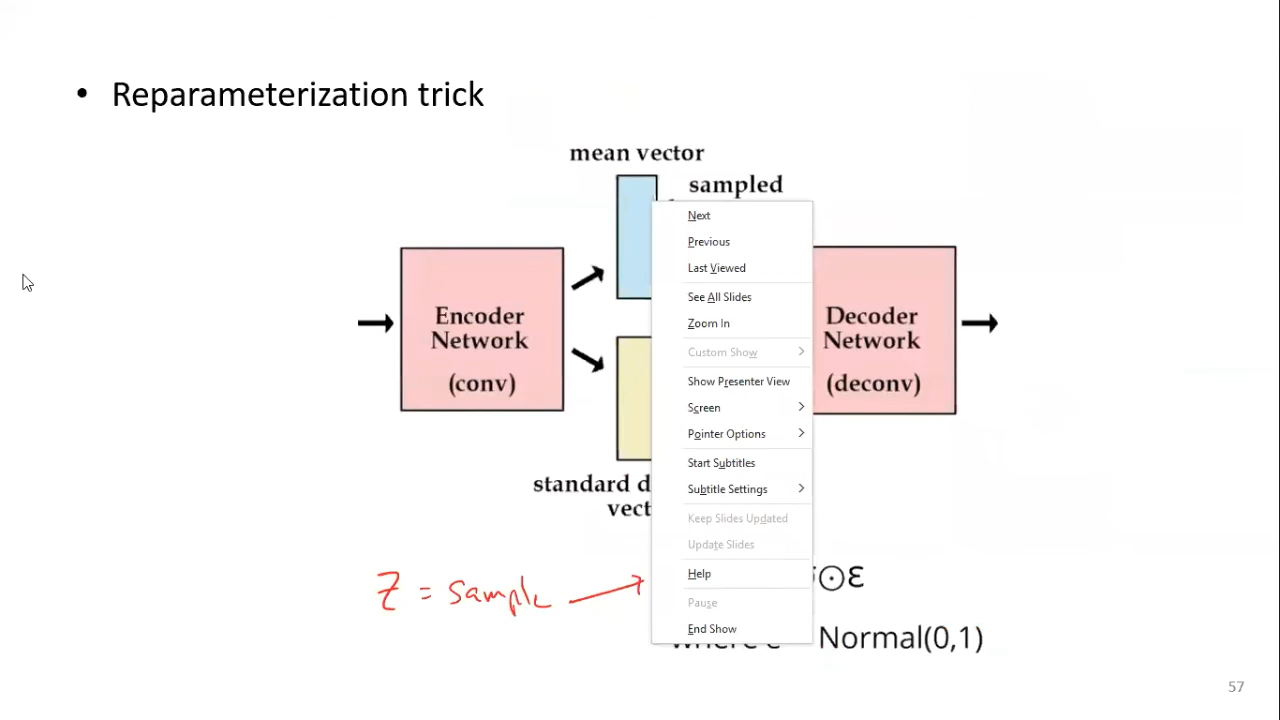 • Reparameterization trick
mean vector
sampled
Encoder
Network
(conv)
Decoder
Network
(deconv)
standard d
vect
Next
Previous
Last Viewed
See All Slides
Zoom In
Custom Show
Show Presenter View
Screen
Pointer Options
Start Subtitles
Subtitle Settings
Keep Slides Updated
Update Slides
Help
Pause
End Show
z = sample
⊙ε
Normal(0,1)
57